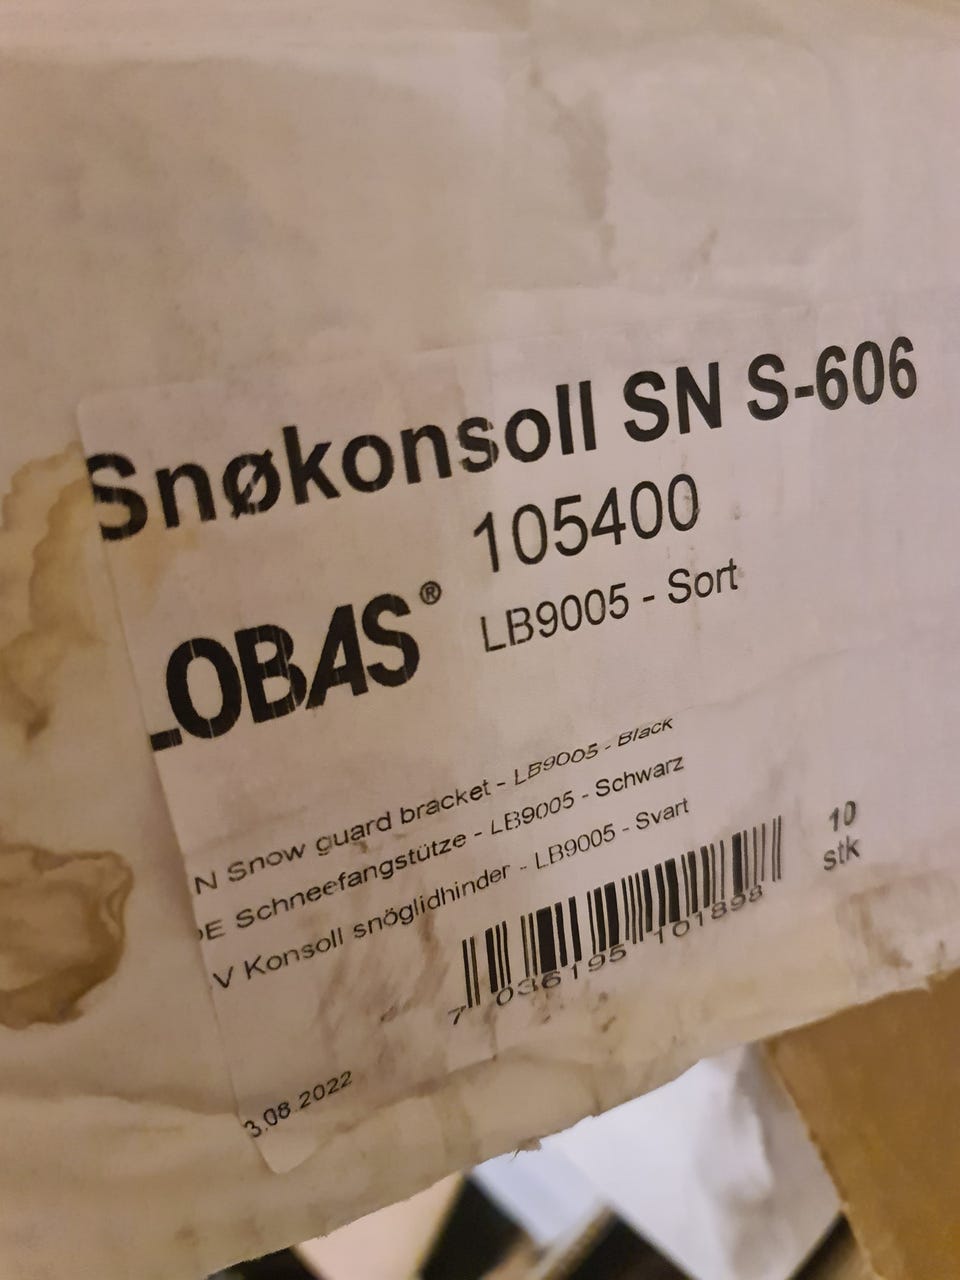 Snøkonsoll SN S-606
105400
LOBAS®
LB9005 - Sort
N Snow guard bracket - LB9005 - Black
DE Schneefangstütze - LB9005 - Schwarz
V Konsoll snöglidhinder - LB9005 - Svart
10
stk
7 036195 101898
3.08.2022